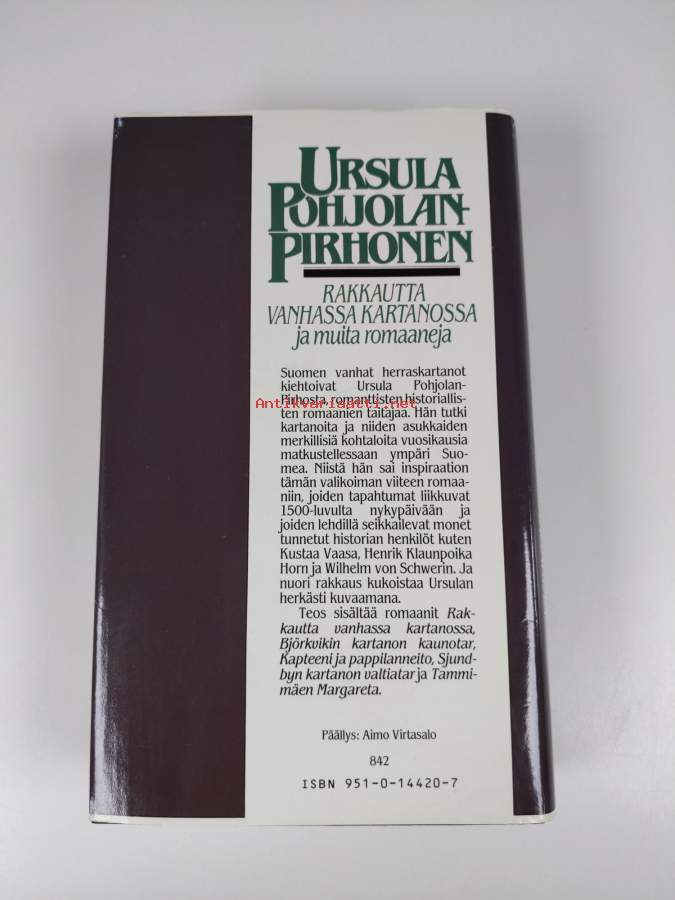 URSULA
POHJOLAN-
PIRHONEN
RAKKAUTTA
VANHASSA KARTANOSSA
ja muita romaaneja
Suomen vanhat herraskartanot
kiehtoivat Ursula Pohjolan-
Pirhosta, romanttisten historiallis-
Antikvariaatti.net
ten romaanien taitajaa. Hän tutki
kartanoita ja niiden asukkaiden
merkillisiä kohtaloita vuosikausia
matkustellessaan ympäri Suo-
mea. Niistä hän sai inspiraation
tämän valikoiman viiteen romaa-
niin, joiden tapahtumat liikkuvat
1500-luvulta nykypäivään ja
joiden lehdillä seikkailevat monet
tunnetut historian henkilöt kuten
Kustaa Vaasa, Henrik Klaunpoika
Horn ja Wilhelm von Schwerin. Ja
nuori rakkaus kukoistaa Ursulan
herkästi kuvaamana.
Teos sisältää romaanit Rak-
kautta vanhassa kartanossa,
Björkvikin kartanon kaunotar,
Kapteeni ja pappilanneito, Sjund-
byn kartanon valtiatar ja Tammi-
mäen Margareta.
Päällys: Aimo Virtasalo
842
ISBN 951-0-14420-7